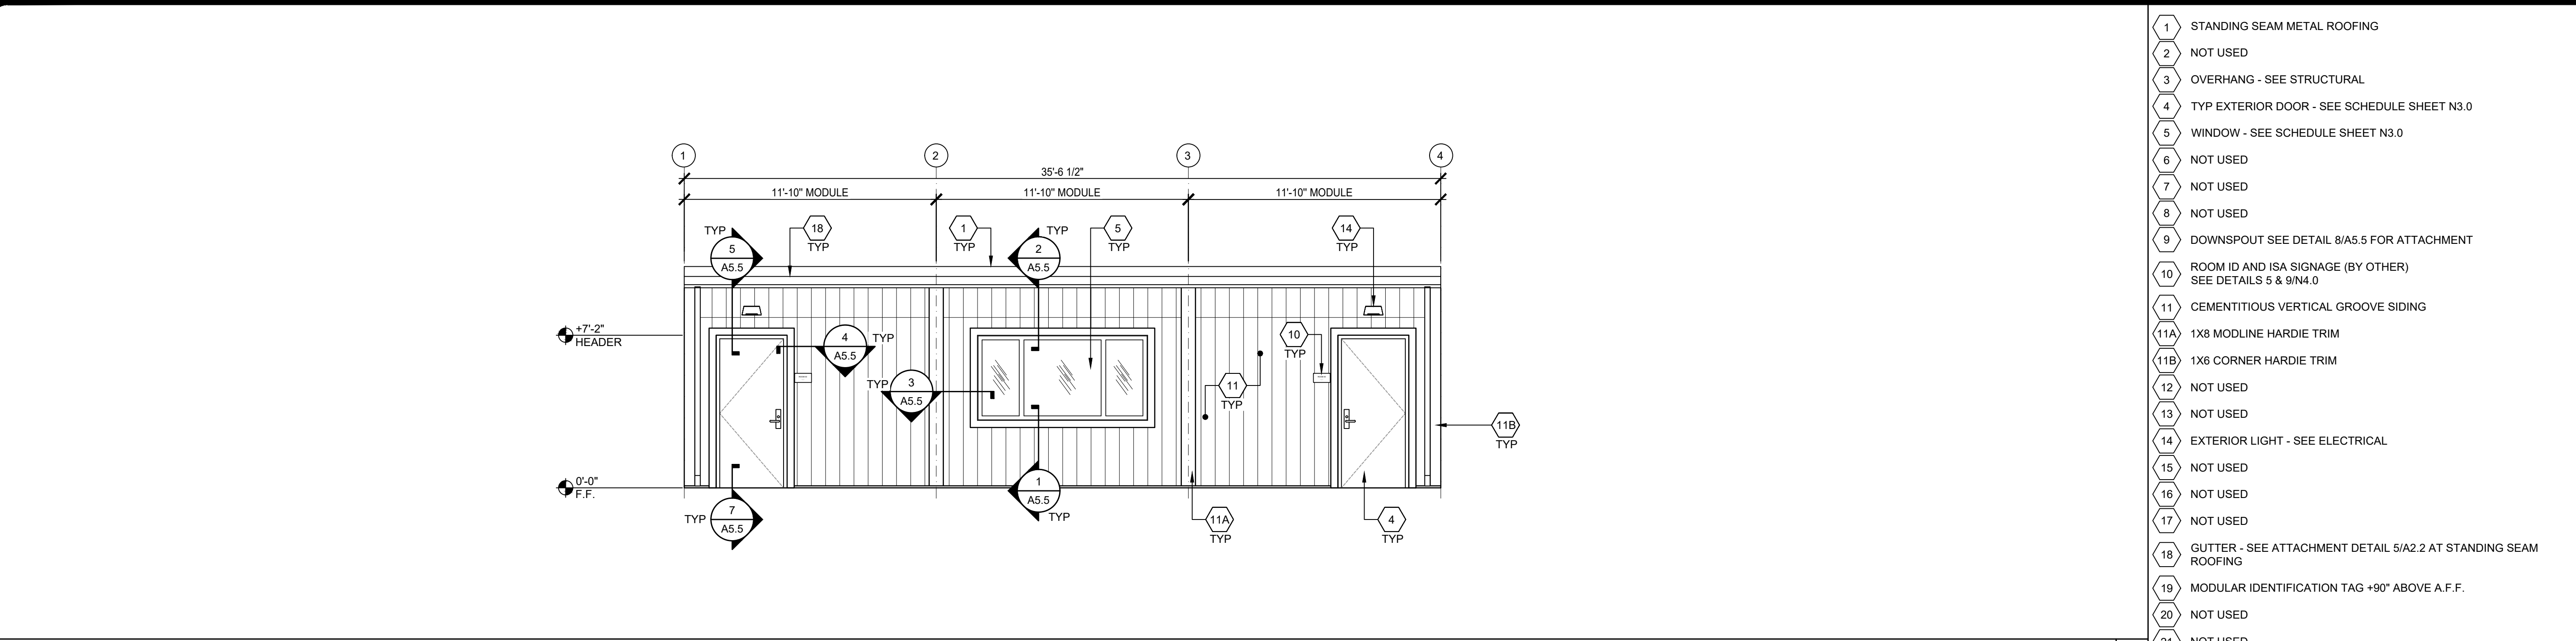 1 2 3 4
35'-6 1/2"
11'-10" MODULE 11'-10" MODULE 11'-10" MODULE
TYP 5 A5.5
18 TYP
1 TYP
2 A5.5 TYP
5 TYP
14 TYP
+7'-2"
HEADER
4 A5.5 TYP
TYP 3 A5.5
10 TYP
11 TYP
11B TYP
0'-0"
F.F.
TYP 7 A5.5
1 A5.5 TYP
11A TYP
4 TYP
1 STANDING SEAM METAL ROOFING
2 NOT USED
3 OVERHANG - SEE STRUCTURAL
4 TYP EXTERIOR DOOR - SEE SCHEDULE SHEET N3.0
5 WINDOW - SEE SCHEDULE SHEET N3.0
6 NOT USED
7 NOT USED
8 NOT USED
9 DOWNSPOUT SEE DETAIL 8/A5.5 FOR ATTACHMENT
10 ROOM ID AND ISA SIGNAGE (BY OTHER)
SEE DETAILS 5 & 9/N4.0
11 CEMENTITIOUS VERTICAL GROOVE SIDING
11A 1X8 MODLINE HARDIE TRIM
11B 1X6 CORNER HARDIE TRIM
12 NOT USED
13 NOT USED
14 EXTERIOR LIGHT - SEE ELECTRICAL
15 NOT USED
16 NOT USED
17 NOT USED
18 GUTTER - SEE ATTACHMENT DETAIL 5/A2.2 AT STANDING SEAM
ROOFING
19 MODULAR IDENTIFICATION TAG +90" ABOVE A.F.F.
20 NOT USED
21 NOT USED